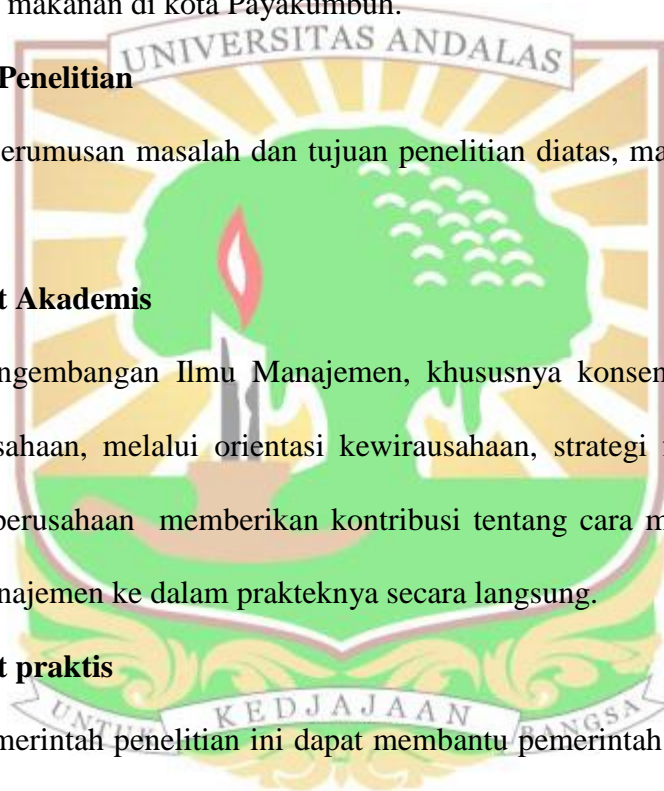 makanan di kota Payakumbuh.
UNIVERSITAS ANDALAS
Penelitian
erumusan masalah dan tujuan penelitian diatas, ma
t Akademis
ngembangan Ilmu Manajemen, khususnya konsen
sahaan, melalui orientasi kewirausahaan, strategi
perusahaan memberikan kontribusi tentang cara m
najemen ke dalam prakteknya secara langsung.
t praktis
UNTUK KEDJAJAAN BANGSA
merintah penelitian ini dapat membantu pemerintah